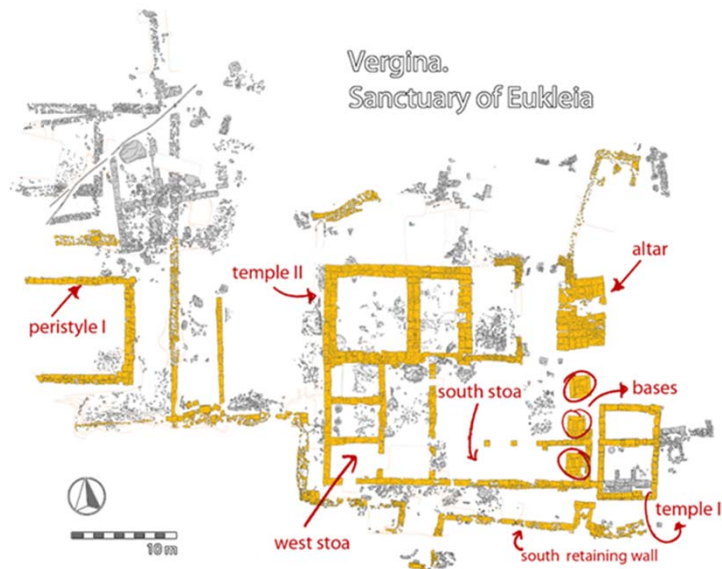 Vergina.
Sanctuary of Eukleia
altar
temple II
peristyle I
south stoa
bases
west stoa
temple I
south retaining wall
10 m